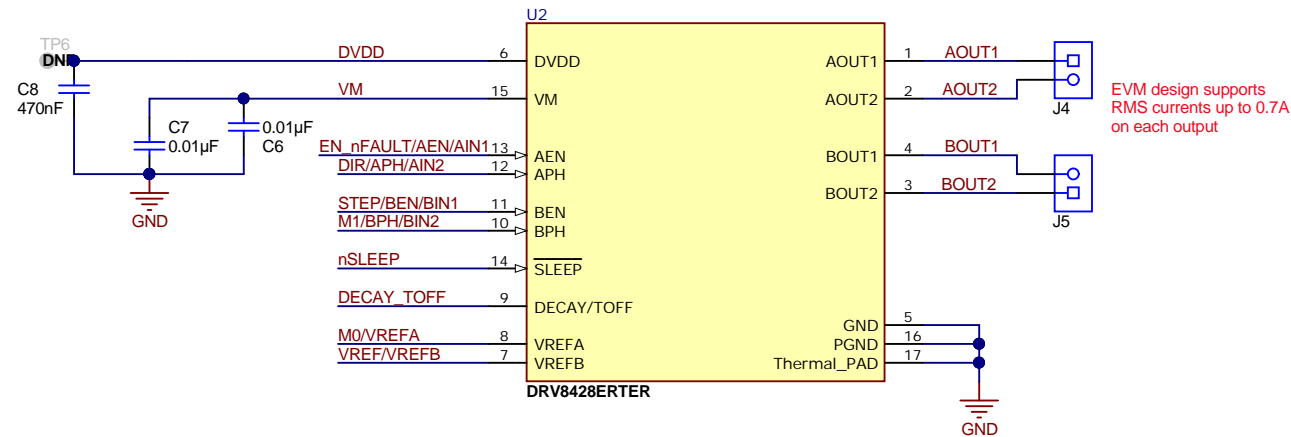 U2
TP6
DNP
DVDD
6
DVDD
C8
470nF
VM
15
VM
C7
0.01µF
0.01µF
C6
GND
EN_nFAULT/AEN/AIN1
13
AEN
DIR/APH/AIN2
12
APH
STEP/BEN/BIN1
11
BEN
M1/BPH/BIN2
10
BPH
nSLEEP
14
SLEEP
DECAY_TOFF
9
DECAY/TOFF
M0/VREFA
8
VREFA
VREF/VREFB
7
VREFB
AOUT1
1
AOUT1
AOUT2
2
AOUT2
J4
EVM design supports
RMS currents up to 0.7A
on each output
BOUT1
4
BOUT1
BOUT2
3
BOUT2
J5
GND
5
PGND
16
Thermal_PAD
17
GND
DRV8428ERTER